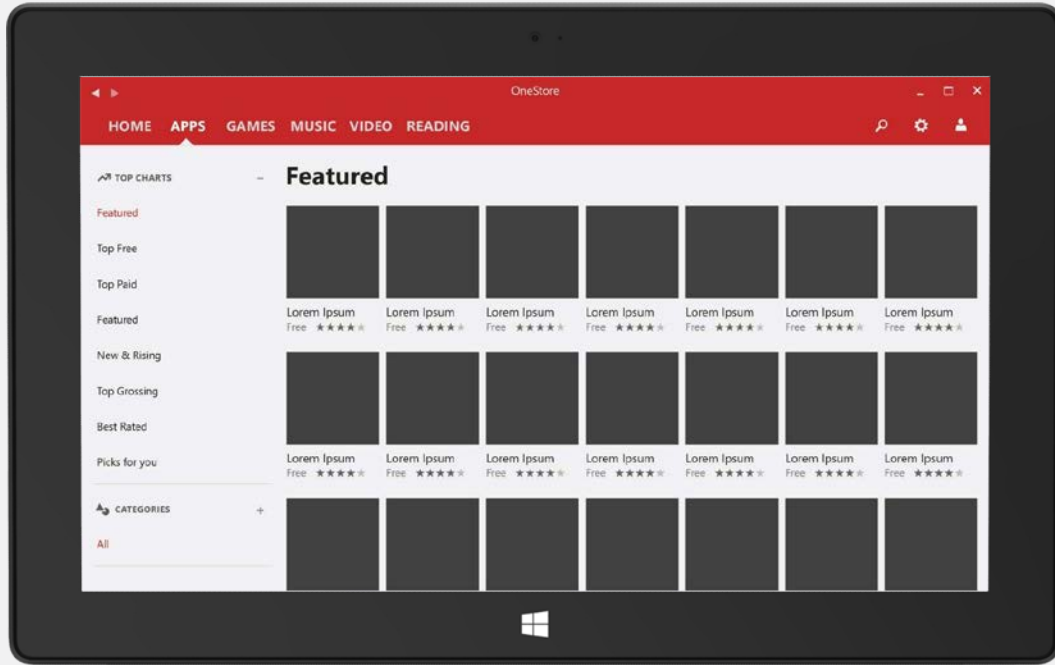 OneStore
HOME APPS GAMES MUSIC VIDEO READING
TOP CHARTS
Featured
Top Free
Top Paid
Featured
New & Rising
Top Grossing
Best Rated
Picks for you
CATEGORIES
All
Featured
Lorem Ipsum Lorem Ipsum Lorem Ipsum Lorem Ipsum Lorem Ipsum Lorem Ipsum Lorem Ipsum
Free Free Free Free Free Free Free
Lorem Ipsum Lorem Ipsum Lorem Ipsum Lorem Ipsum Lorem Ipsum Lorem Ipsum Lorem Ipsum
Free Free Free Free Free Free Free